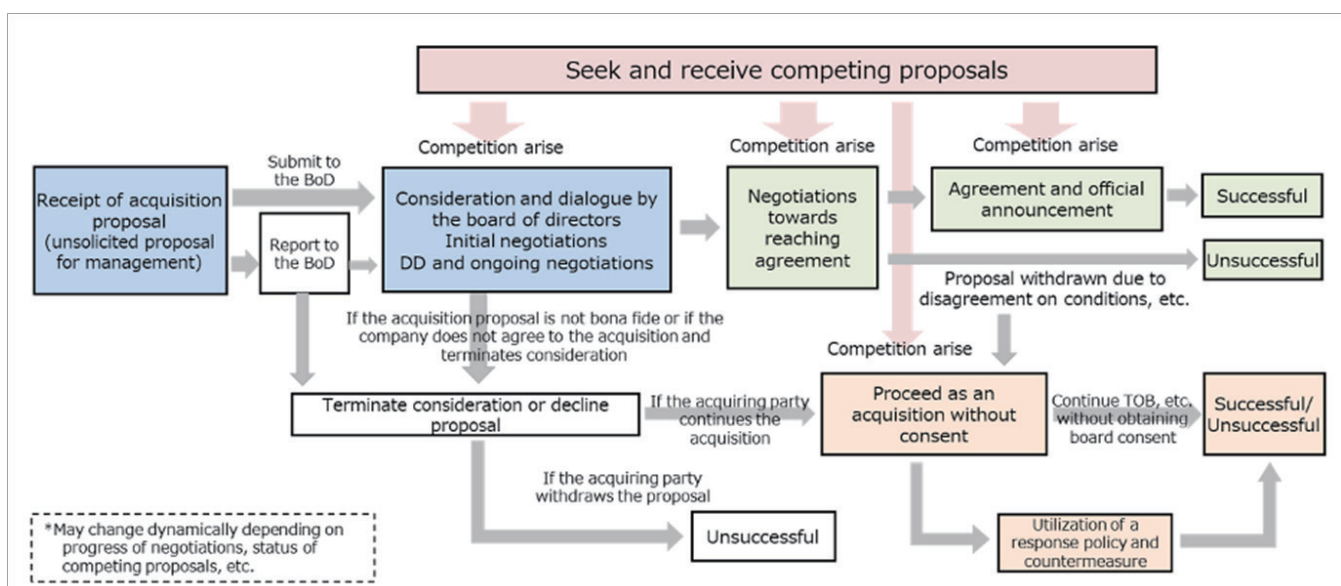 Seek and receive competing proposals
Competition arise
Competition arise
Competition arise
Submit to
the BoD
Receipt of acquisition
proposal
(unsolicited proposal
for management)
Report to
the BoD
Consideration and dialogue by
the board of directors
Initial negotiations
DD and ongoing negotiations
Negotiations
towards
reaching
agreement
Agreement and official
announcement
Successful
Unsuccessful
Proposal withdrawn due to
disagreement on conditions, etc.
If the acquisition proposal is not bona fide or if the
company does not agree to the acquisition and
terminates consideration
Competition arise
Terminate consideration or decline
proposal
If the acquiring party
continues the
acquisition
Proceed as an
acquisition without
consent
Continue TOB, etc.
without obtaining
board consent
Successful/
Unsuccessful
If the acquiring party
withdraws the proposal
Unsuccessful
Utilization of a
response policy and
countermeasure
*May change dynamically depending on
progress of negotiations, status of
competing proposals, etc.